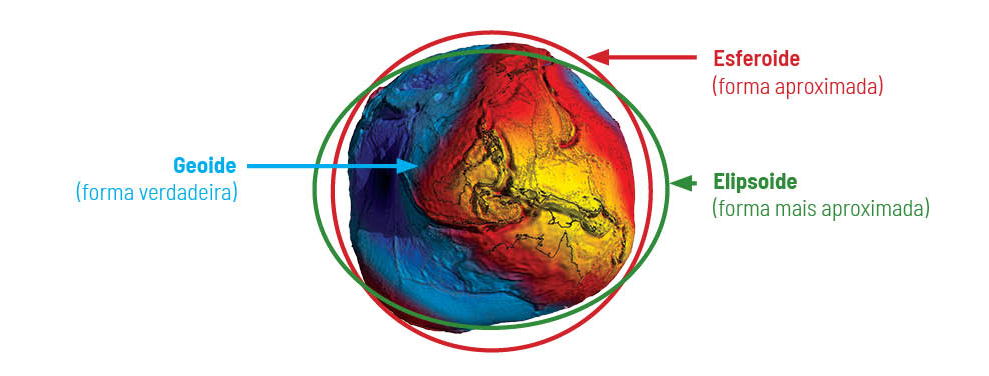 Esferoide
(forma aproximada)
Geoide
(forma verdadeira)
Elipsoide
(forma mais aproximada)